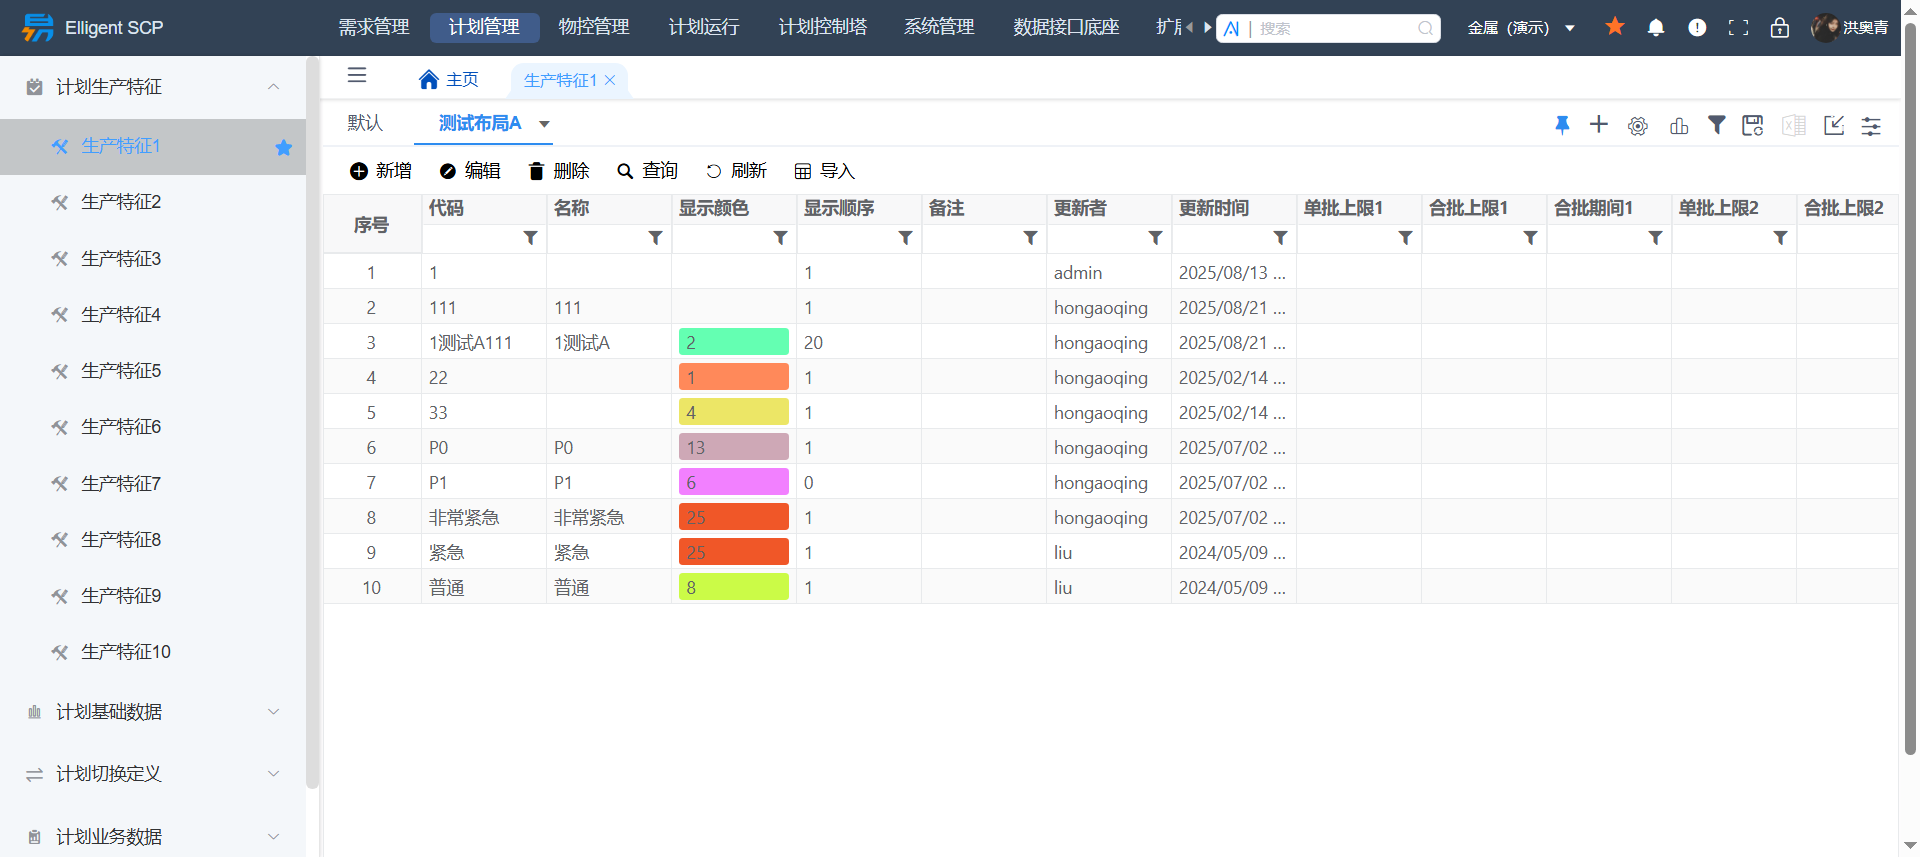 Elligent SCP
需求管理 计划管理 物控管理 计划运行 计划控制塔 系统管理 数据接口底座
搜索
金属 (演示)
洪奥青
计划生产特征
生产特征1
生产特征2
生产特征3
生产特征4
生产特征5
生产特征6
生产特征7
生产特征8
生产特征9
生产特征10
计划基础数据
计划切换定义
计划业务数据
主页 生产特征1
默认 测试布局A
新增 编辑 删除 查询 刷新 导入
序号 代码 名称 显示颜色 显示顺序 备注 更新者 更新时间 单批上限1 合批上限1 合批期间1 单批上限2 合批上限2
1 1 1 admin 2025/08/13 ...
2 111 111 1 hongaoqing 2025/08/21 ...
3 1测试A111 1测试A 2 20 hongaoqing 2025/08/21 ...
4 22 1 1 hongaoqing 2025/02/14 ...
5 33 4 1 hongaoqing 2025/02/14 ...
6 P0 P0 13 1 hongaoqing 2025/07/02 ...
7 P1 P1 6 0 hongaoqing 2025/07/02 ...
8 非常紧急 非常紧急 25 1 hongaoqing 2025/07/02 ...
9 紧急 紧急 25 1 liu 2024/05/09 ...
10 普通 普通 8 1 liu 2024/05/09 ...